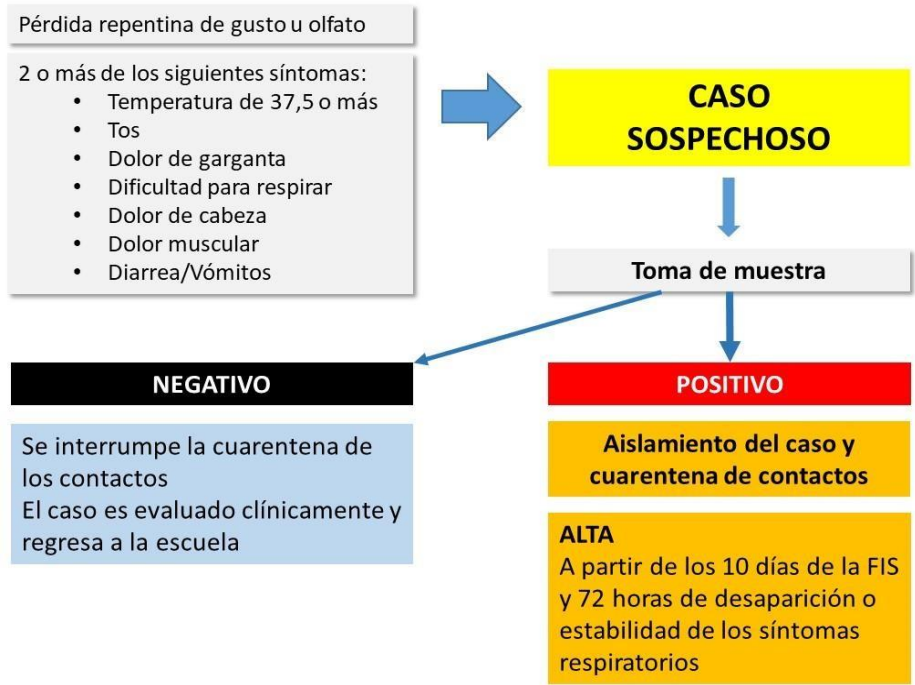 Pérdida repentina de gusto u olfato
2 o más de los siguientes síntomas:
• Temperatura de 37,5 o más
• Tos
• Dolor de garganta
• Dificultad para respirar
• Dolor de cabeza
• Dolor muscular
• Diarrea/Vómitos
CASO
SOSPECHOSO
Toma de muestra
NEGATIVO
Se interrumpe la cuarentena de
los contactos
El caso es evaluado clínicamente y
regresa a la escuela
POSITIVO
Aislamiento del caso y
cuarentena de contactos
ALTA
A partir de los 10 días de la FIS
y 72 horas de desaparición o
estabilidad de los síntomas
respiratorios